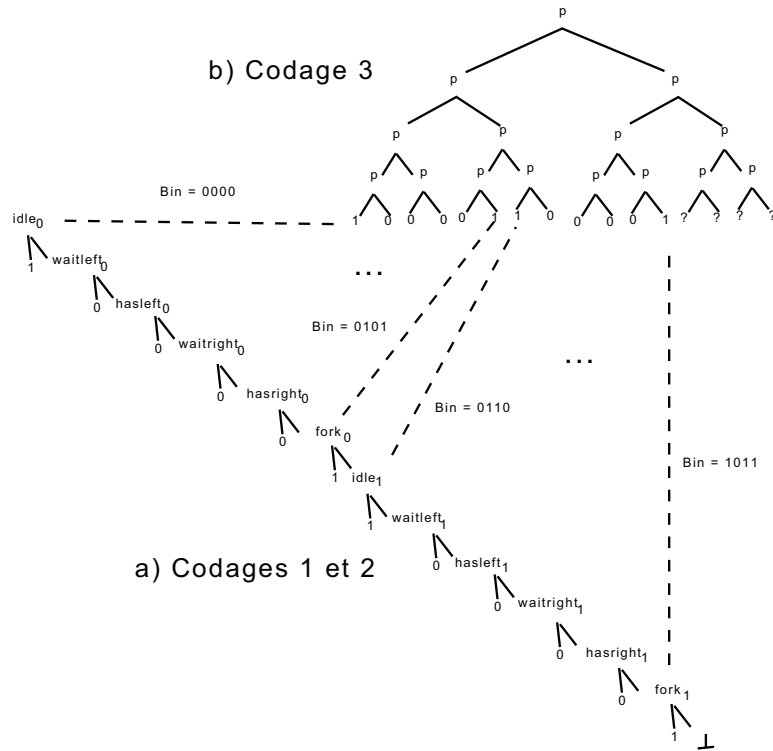 p
b) Codage 3
p p
p p p p
p p p p p p p p
Bin = 0000
idle0
1 0 0 0 0 1 1 0 0 0 0 1 ? ? ? ?
1 waitleft0
...
0 hasleft0
Bin = 0101
0 waitright0
...
0 hasright0
Bin = 0110
0 fork0
Bin = 1011
1 idle1
1 waitleft1
a) Codages 1 et 2
0 hasleft1
0 waitright1
0 hasright1
0 fork1
1 ⊥